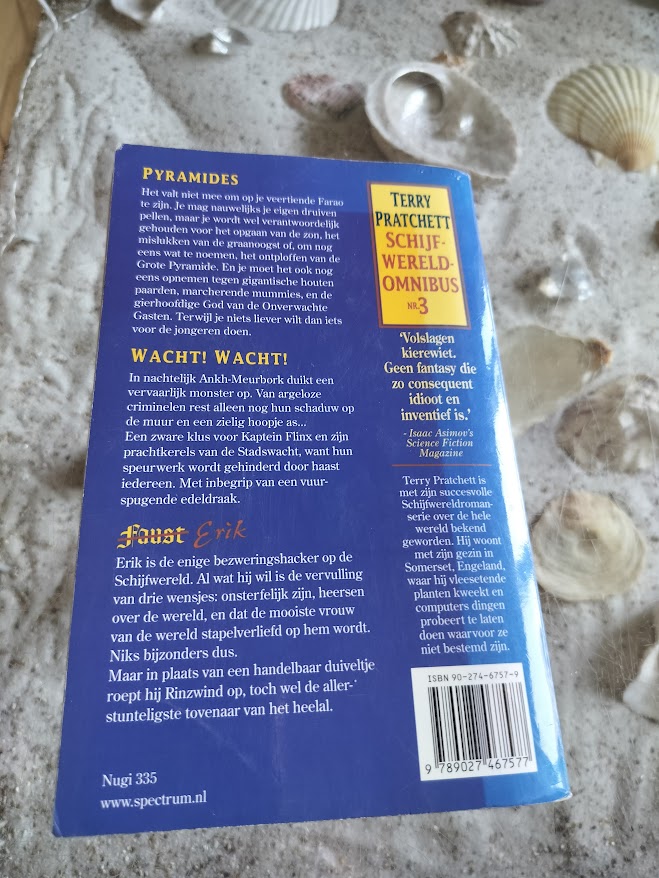 PYRAMIDES
Het valt niet mee om op je veertiende Farao
te zijn. Je mag nauwelijks je eigen druiven
pellen, maar je wordt wel verantwoordelijk
gehouden voor het opgaan van de zon, het
mislukken van de graanoogst of, om nog
eens wat te noemen, het ontploffen van de
Grote Pyramide. En je moet het ook nog
eens opnemen tegen gigantische houten
paarden, marcherende mummies, en de
gierhoofdige God van de Onverwachte
Gasten. Terwijl je niets liever wilt dan iets
voor de jongeren doen.
WACHT! WACHT!
In nachtelijk Ankh-Meurbork duikt een
vervaarlijk monster op. Van argeloze
criminelen rest alleen nog hun schaduw op
de muur en een zielig hoopje as...
Een zware klus voor Kaptein Flinx en zijn
prachtkerels van de Stadswacht, want hun
speurwerk wordt gehinderd door haast
iedereen. Met inbegrip van een vuur-
spugende edeldraak.
Faust Erik
Erik is de enige bezweringshacker op de
Schijfwereld. Al wat hij wil is de vervulling
van drie wensjes: onsterfelijk zijn, heersen
over de wereld, en dat de mooiste vrouw
van de wereld stapelverliefd op hem wordt.
Niks bijzonders dus.
Maar in plaats van een handelbaar duiveltje
roept hij Rinzwind op, toch wel de aller-
stunteligste tovenaar van het heelal.
Nugi 335
www.spectrum.nl
TERRY
PRATCHETT
SCHIJF-
WERELD-
OMNIBUS
NR.3
'Volslagen
kierewiet.
Geen fantasy die
zo consequent
idioot en
inventief is.'
- Isaac Asimov's
Science Fiction
Magazine
Terry Pratchett is
met zijn succesvolle
Schijfwereldroman-
serie over de hele
wereld bekend
geworden. Hij woont
met zijn gezin in
Somerset, Engeland,
waar hij vleesetende
planten kweekt en
computers dingen
probeert te laten
doen waarvoor ze
niet bestemd zijn.
ISBN 90-274-6757-9
9 789027 467577